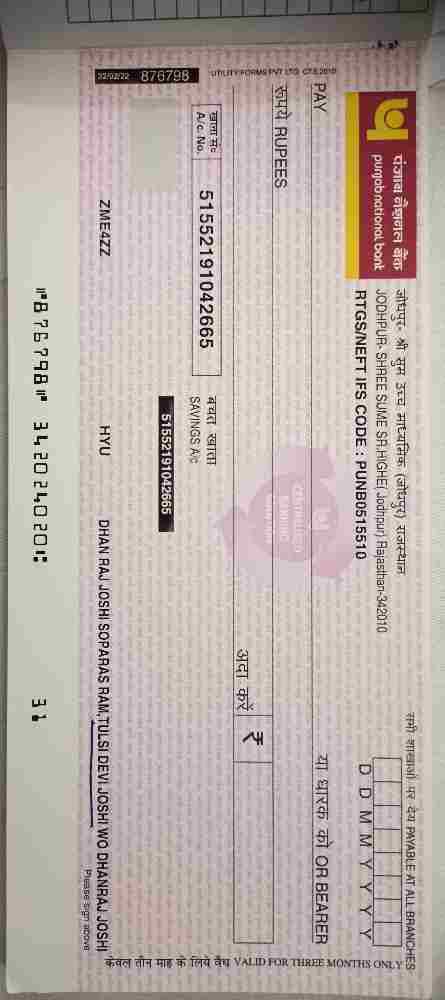 पंजाब नैशनल बैंक
punjab national bank
जोधपुर- श्री सुम उच्च माध्यमिक (जोधपुर) राजस्थान
JODHPUR- SHREE SUME SR.HIGHE( Jodhpur) Rajasthan-342010
RTGS/NEFT IFS CODE : PUNB0515510
सभी शाखाओं पर देय PAYABLE AT ALL BRANCHES
D D M M Y Y Y Y
PAY
या धारक को OR BEARER
रूपये RUPEES
अदा करें ₹
खाता सं०
A/c. No.
51552191042665
बचत खाता
SAVINGS A/c
51552191042665
CENTRALISED
BANKING
UTILITY FORMS PVT LTD CTS 2010
22/02/22 876798
ZME4ZZ HYU DHAN RAJ JOSHI SOPARAS RAM,TULSI DEVI JOSHI WO DHANRAJ JOSHI
Please sign above
केवल तीन माह के लिये वैध VALID FOR THREE MONTHS ONLY
⑈876798⑈ 342024020⑆ 31